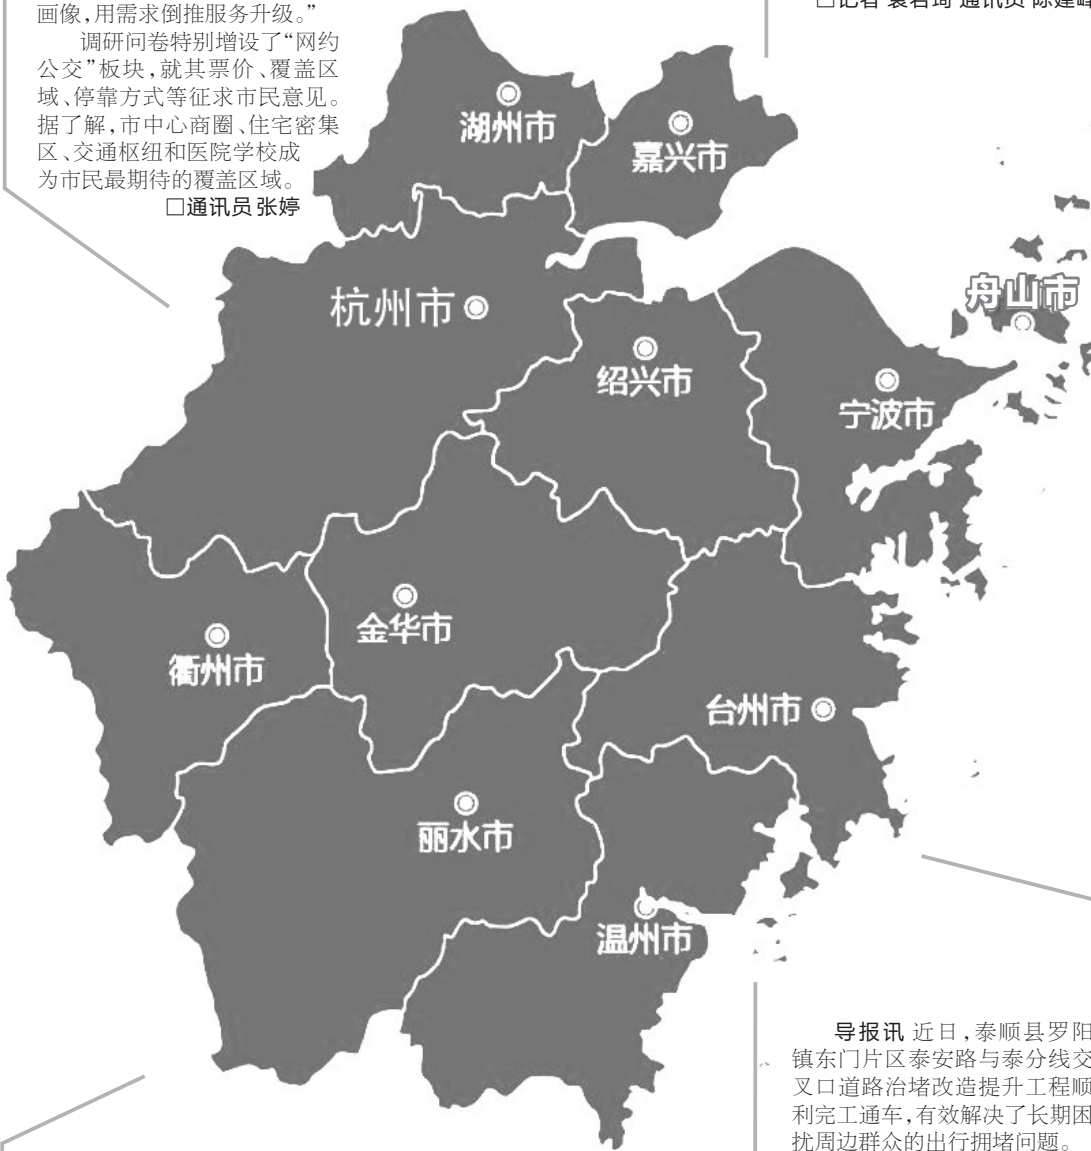 画像，用需求倒推服务升级。”
调研问卷特别增设了“网约
公交”板块，就其票价、覆盖区
域、停靠方式等征求市民意见。
据了解，市中心商圈、住宅密集
区、交通枢纽和医院学校成
为市民最期待的覆盖区域。
□通讯员 张婷
湖州市
嘉兴市
杭州市
舟山市
绍兴市
宁波市
金华市
衢州市
台州市
丽水市
温州市
导报讯 近日，泰顺县罗阳
镇东门片区泰安路与泰分线交
叉口道路治堵改造提升工程顺
利完工通车，有效解决了长期困
扰周边群众的出行拥堵问题。